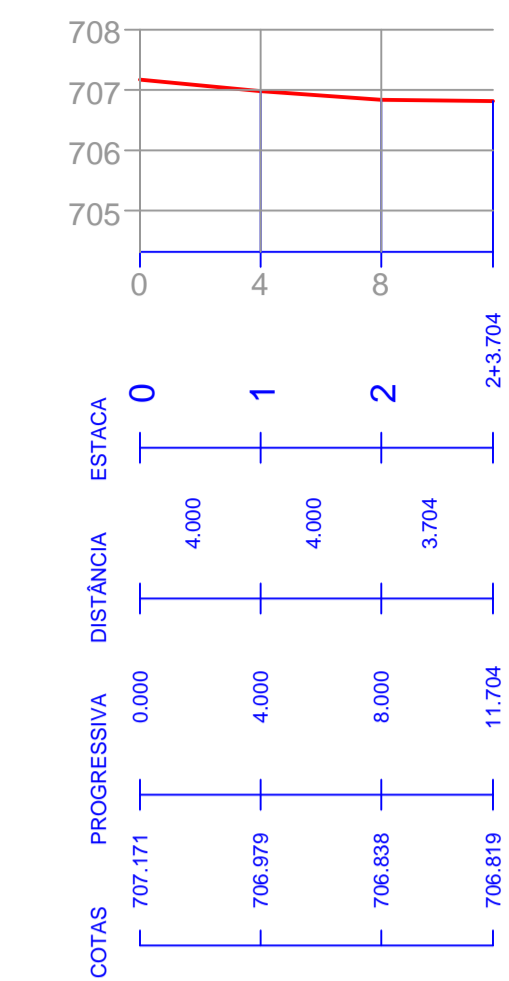 708
707
706
705
0 4 8
ESTACA 0 1 2 2+3.704
DISTÂNCIA 4.000 4.000 3.704
PROGRESSIVA 0.000 4.000 8.000 11.704
COTAS 707.171 706.979 706.838 706.819